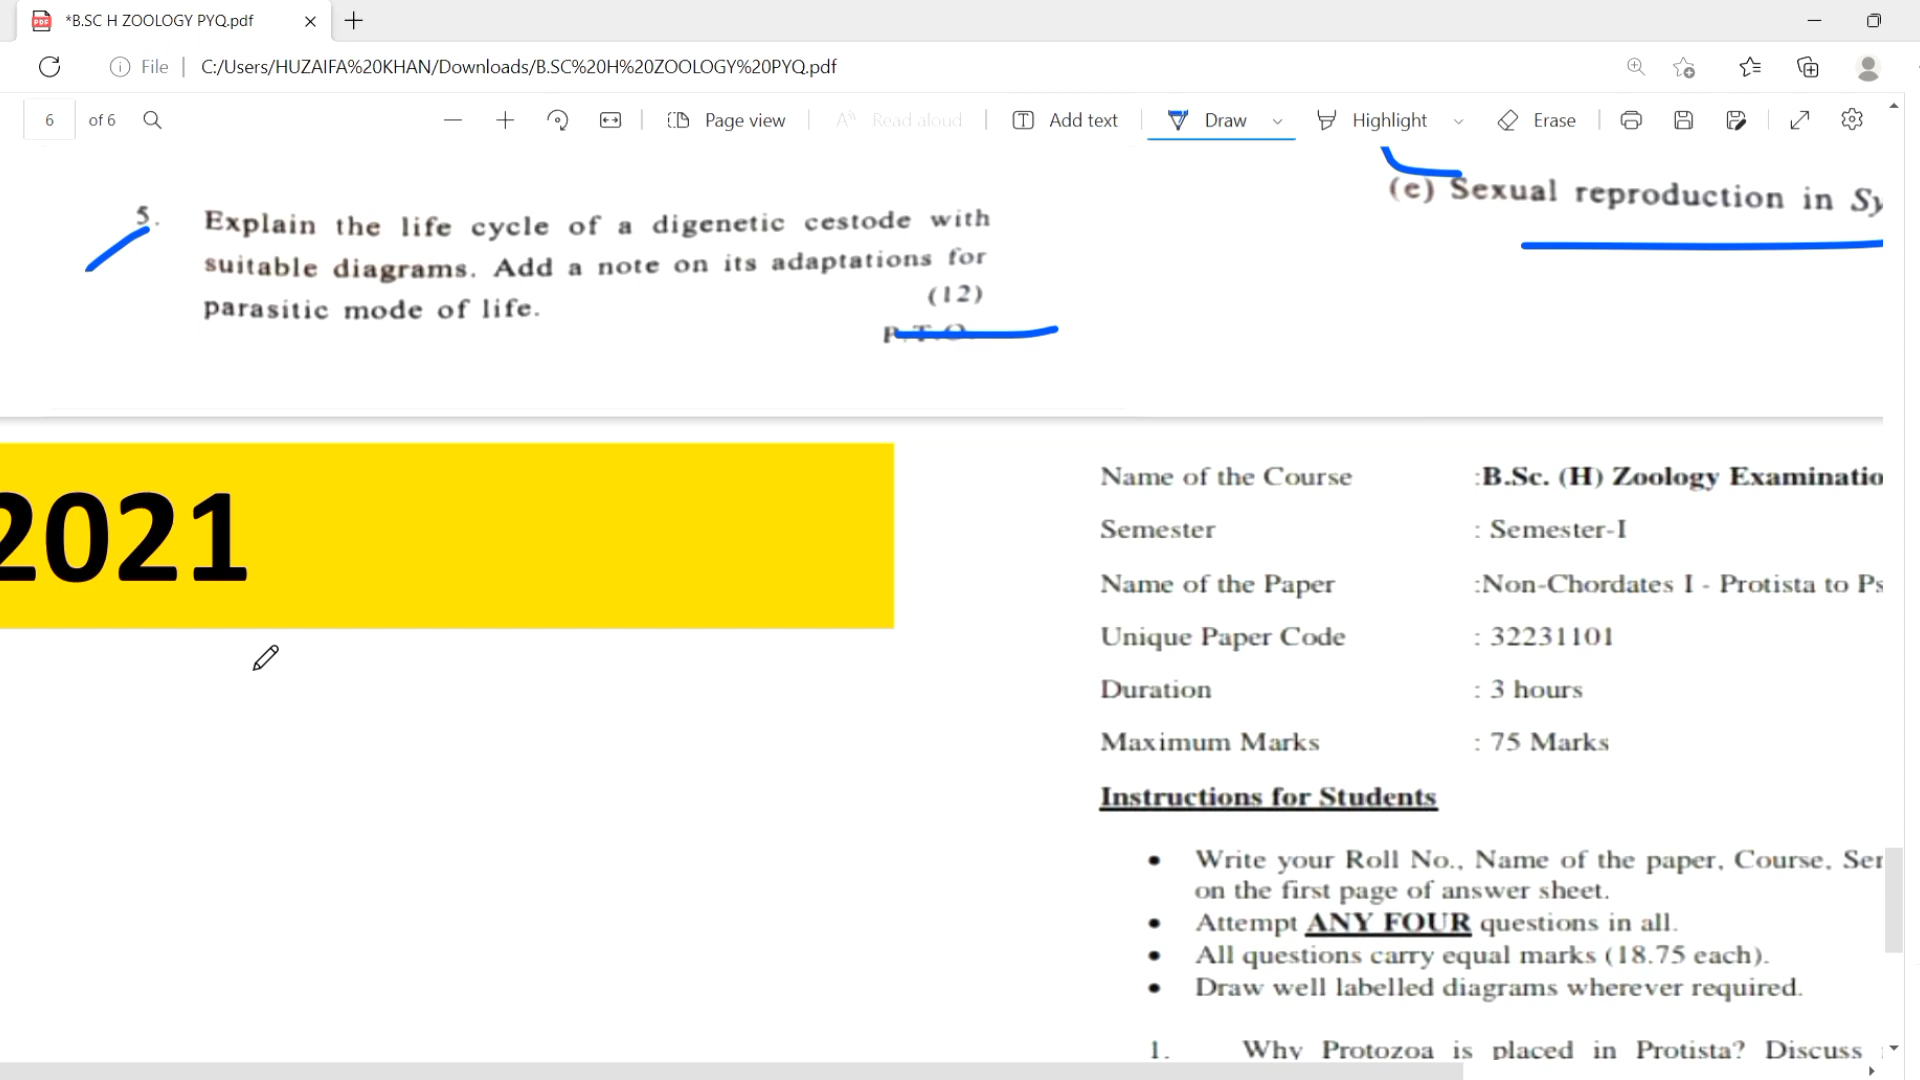 *B.SC H ZOOLOGY PYQ.pdf
File
C:/Users/HUZAIFA%20KHAN/Downloads/B.SC%20H%20ZOOLOGY%20PYQ.pdf
6 of 6
Page view
Read aloud
Add text
Draw
Highlight
Erase
5. Explain the life cycle of a digenetic cestode with
suitable diagrams. Add a note on its adaptations for
parasitic mode of life.
(12)
P.T.O.
(e) Sexual reproduction in Sy
2021
Name of the Course :B.Sc. (H) Zoology Examinatio
Semester : Semester-I
Name of the Paper :Non-Chordates I - Protista to Ps
Unique Paper Code : 32231101
Duration : 3 hours
Maximum Marks : 75 Marks
Instructions for Students
• Write your Roll No., Name of the paper, Course, Ser
on the first page of answer sheet.
• Attempt ANY FOUR questions in all.
• All questions carry equal marks (18.75 each).
• Draw well labelled diagrams wherever required.
1. Why Protozoa is placed in Protista? Discuss